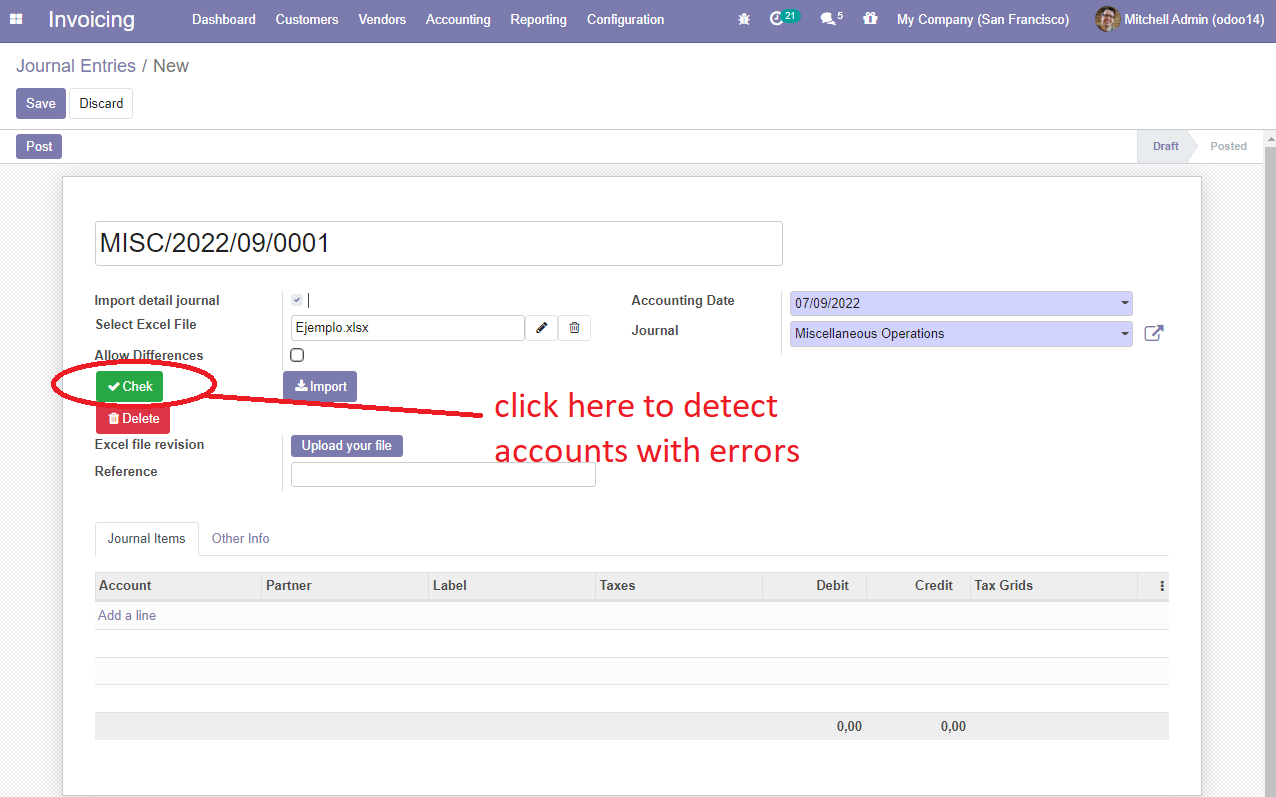 Invoicing Dashboard Customers Vendors Accounting Reporting Configuration 21 5 My Company (San Francisco) Mitchell Admin (odoo14)
Journal Entries / New
Save Discard
Post Draft Posted
MISC/2022/09/0001
Import detail journal Accounting Date 07/09/2022
Select Excel File Ejemplo.xlsx Journal Miscellaneous Operations
Allow Differences
Chek Import
click here to detect
Delete
Excel file revision Upload your file
accounts with errors
Reference
Journal Items Other Info
Account Partner Label Taxes Debit Credit Tax Grids
Add a line
0,00 0,00